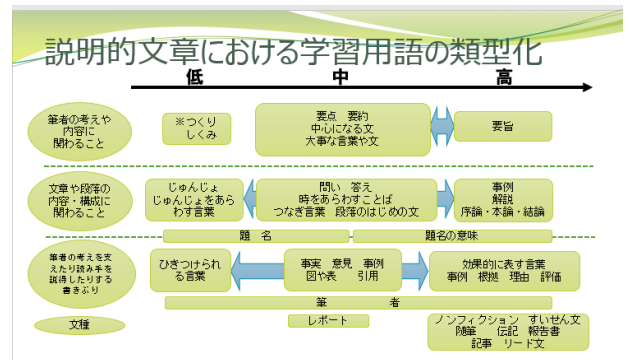 説明的文章における学習用語の類型化
低
中
高
筆者の考えや
内容に
関わること
※つくり
しくみ
要点 要約
中心になる文
大事な言葉や文
要旨
文章や段落の
内容・構成に
関わること
じゅんじょ
じゅんじょをあら
わす言葉
問い 答え
時をあらわすことば
つなぎ言葉 段落のはじめの文
事例
解説
序論・本論・結論
題 名
題名の意味
筆者の考えを支
えたり読み手を
説得したりする
書きぶり
ひきつけられ
る言葉
事実 意見 事例
図や表 引用
効果的に表す言葉
事例 根拠 理由 評価
筆 者
文種
レポート
ノンフィクション すいせん文
随筆 伝記 報告書
記事 リード文